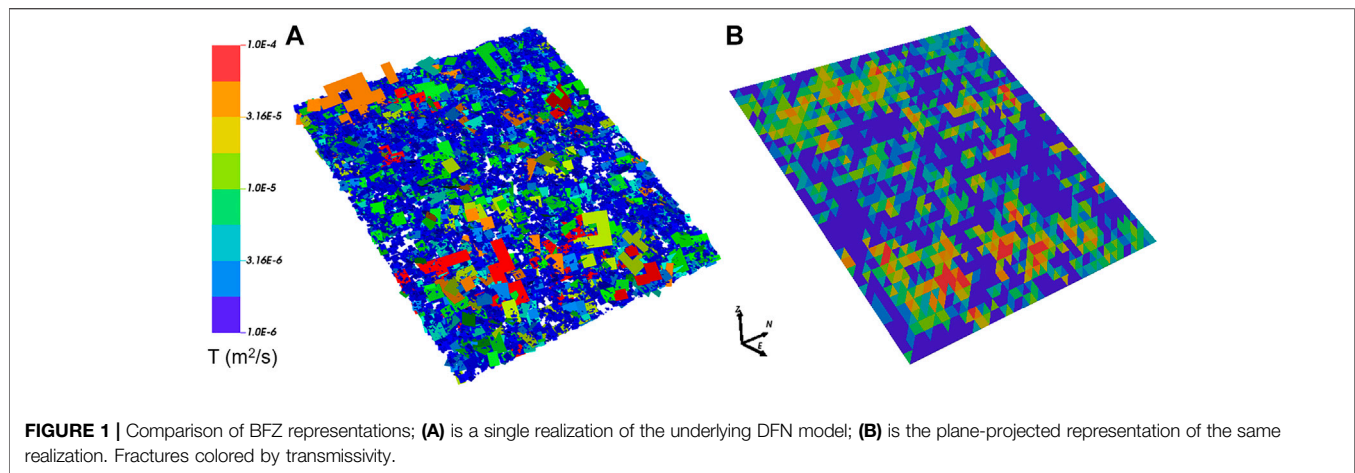 A
B
1.0E-4
3.16E-5
1.0E-5
3.16E-6
1.0E-6
T (m²/s)
Z
N
E
FIGURE 1 | Comparison of BFZ representations; (A) is a single realization of the underlying DFN model; (B) is the plane-projected representation of the same
realization. Fractures colored by transmissivity.